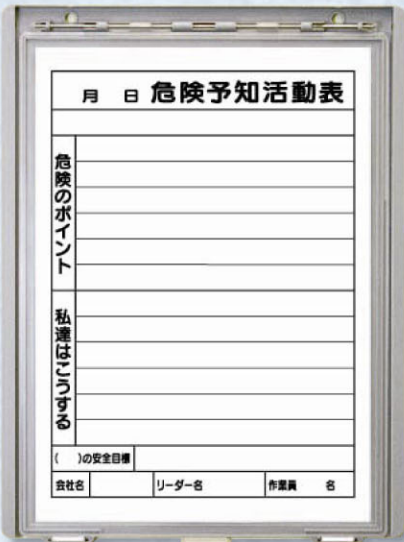 月 日 危険予知活動表
危険のポイント
私達はこうする
( )の安全目標
会社名 リーダー名 作業員 名